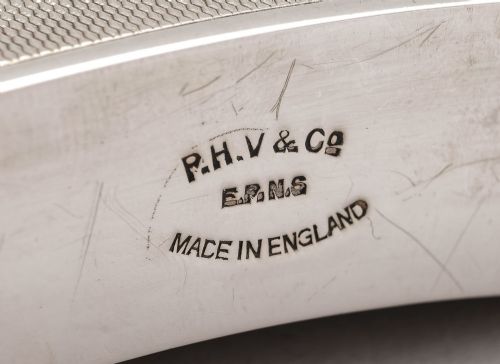 P.H.V & Co
E.P.N.S
MADE IN ENGLAND